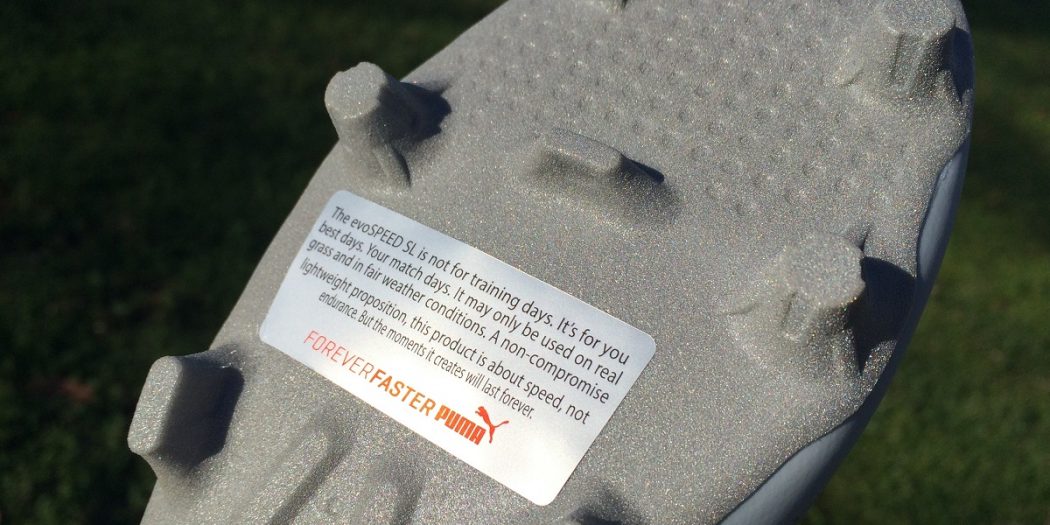 The evoSPEED SL is not for training days. It's for you
best days. Your match days. It may only be used on real
grass and in fair weather conditions. A non-compromise
lightweight proposition, this product is about speed, not
endurance. But the moments it creates will last forever.
FOREVER FASTER PUMA